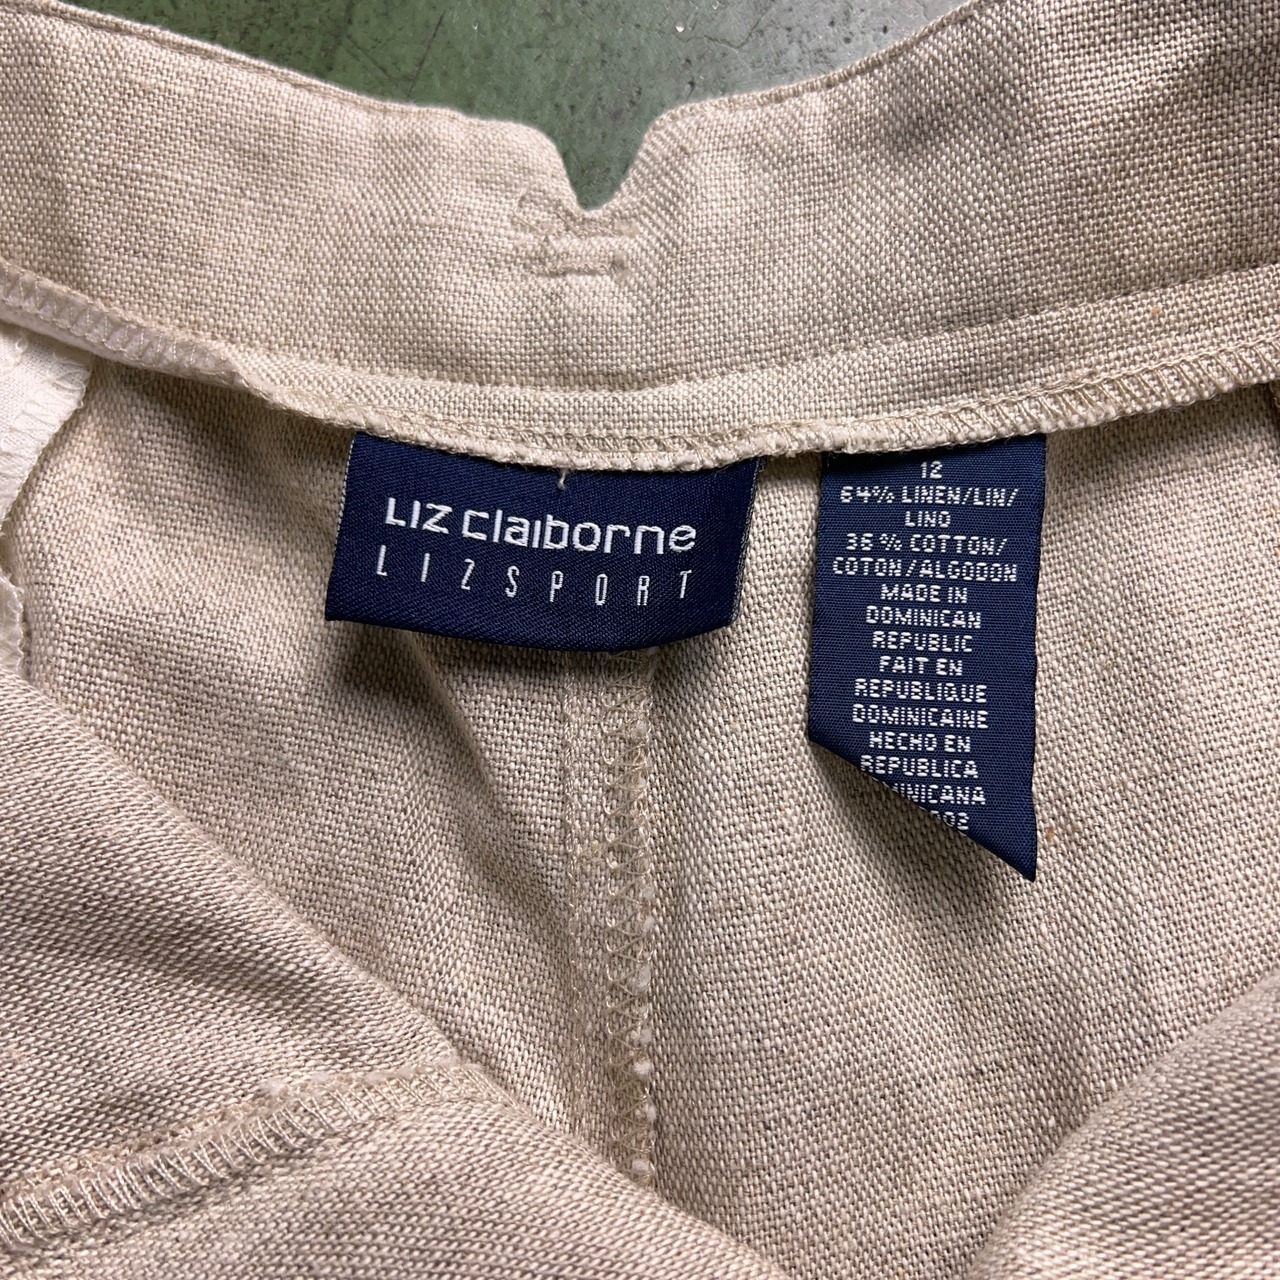 Liz claiborne
LIZSPORT
12
64% LINEN/LIN/
LINO
36 % COTTON/
COTON/ALGODON
MADE IN
DOMINICAN
REPUBLIC
FAIT EN
REPUBLIQUE
DOMINICAINE
HECHO EN
REPUBLICA